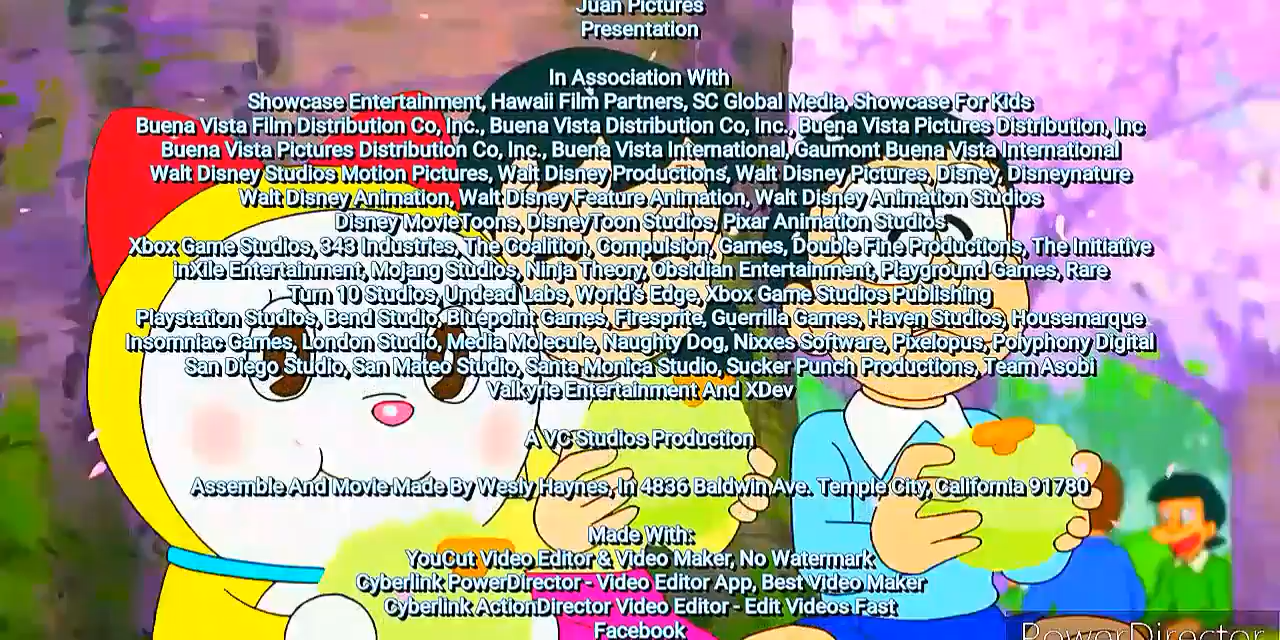 Juan Pictures
Presentation
In Association With
Showcase Entertainment, Hawaii Film Partners, SC Global Media, Showcase For Kids
Buena Vista Film Distribution Co, Inc., Buena Vista Distribution Co, Inc., Buena Vista Pictures Distribution, Inc
Buena Vista Pictures Distribution Co, Inc., Buena Vista International, Gaumont Buena Vista International
Walt Disney Studios Motion Pictures, Walt Disney Productions, Walt Disney Pictures, Disney, Disneynature
Walt Disney Animation, Walt Disney Feature Animation, Walt Disney Animation Studios
Disney MovieToons, DisneyToon Studios, Pixar Animation Studios
Xbox Game Studios, 343 Industries, The Coalition, Compulsion, Games, Double Fine Productions, The Initiative
inXile Entertainment, Mojang Studios, Ninja Theory, Obsidian Entertainment, Playground Games, Rare
Turn 10 Studios, Undead Labs, World's Edge, Xbox Game Studios Publishing
Playstation Studios, Bend Studio, Bluepoint Games, Firesprite, Guerrilla Games, Haven Studios, Housemarque
Insomniac Games, London Studio, Media Molecule, Naughty Dog, Nixxes Software, Pixelopus, Polyphony Digital
San Diego Studio, San Mateo Studio, Santa Monica Studio, Sucker Punch Productions, Team Asobi
Valkyrie Entertainment And XDev
A VC Studios Production
Assemble And Movie Made By Wesly Haynes, In 4836 Baldwin Ave. Temple City, California 91780
Made With:
YouCut Video Editor & Video Maker, No Watermark
Cyberlink PowerDirector - Video Editor App, Best Video Maker
Cyberlink ActionDirector Video Editor - Edit Videos Fast
Facebook
PowerDirector